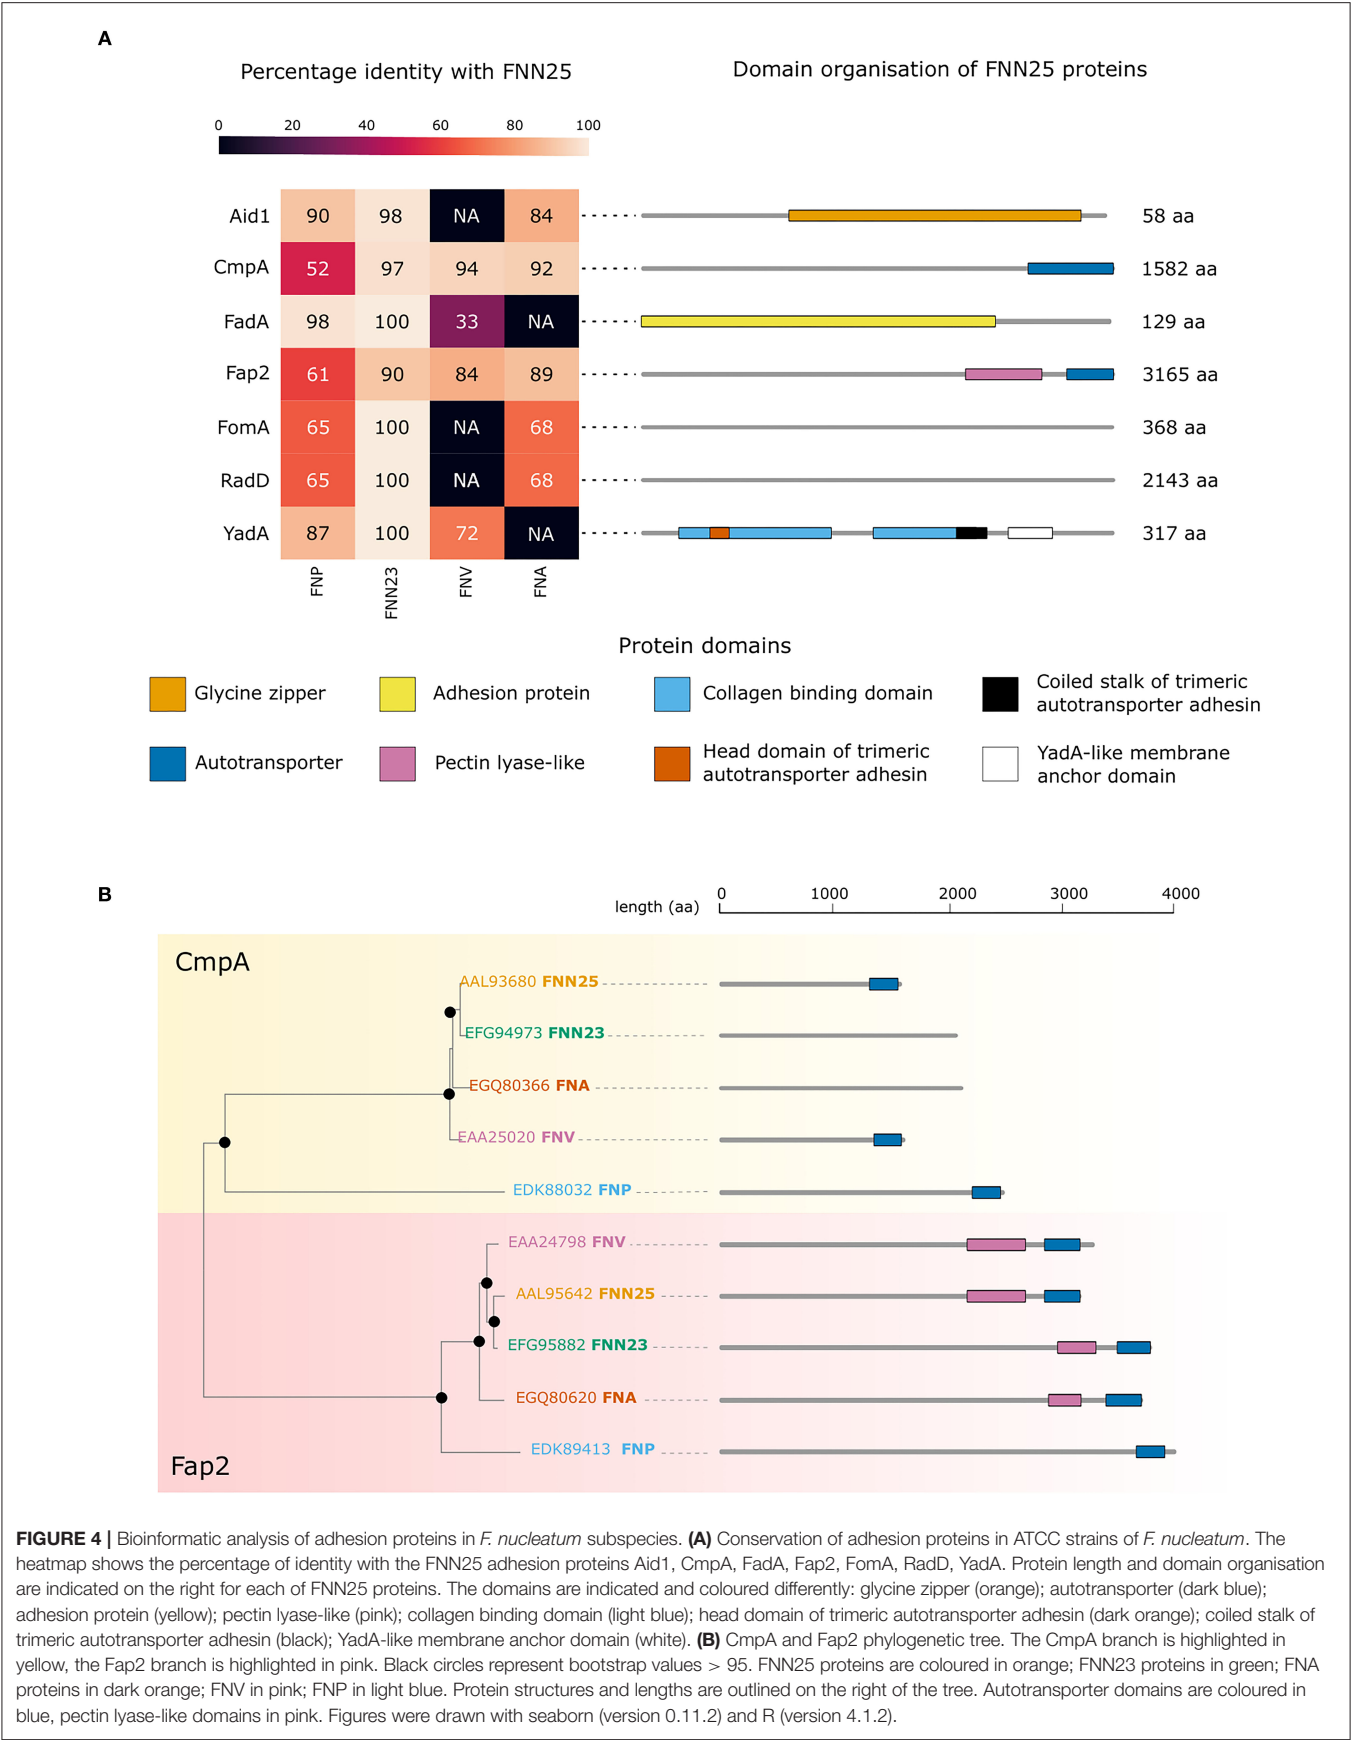 A
Percentage identity with FNN25
Domain organisation of FNN25 proteins
0 20 40 60 80 100
Aid1 90 98 NA 84 58 aa
CmpA 52 97 94 92 1582 aa
FadA 98 100 33 NA 129 aa
Fap2 61 90 84 89 3165 aa
FomA 65 100 NA 68 368 aa
RadD 65 100 NA 68 2143 aa
YadA 87 100 72 NA 317 aa
FNP FNN23 FNV FNA
Protein domains
Glycine zipper
Adhesion protein
Collagen binding domain
Coiled stalk of trimeric
autotransporter adhesin
Autotransporter
Pectin lyase-like
Head domain of trimeric
autotransporter adhesin
YadA-like membrane
anchor domain
B
length (aa) 0 1000 2000 3000 4000
CmpA
AAL93680 FNN25
EFG94973 FNN23
EGQ80366 FNA
EAA25020 FNV
EDK88032 FNP
EAA24798 FNV
AAL95642 FNN25
EFG95882 FNN23
EGQ80620 FNA
EDK89413 FNP
Fap2
FIGURE 4 | Bioinformatic analysis of adhesion proteins in F. nucleatum subspecies. (A) Conservation of adhesion proteins in ATCC strains of F. nucleatum. The
heatmap shows the percentage of identity with the FNN25 adhesion proteins Aid1, CmpA, FadA, Fap2, FomA, RadD, YadA. Protein length and domain organisation
are indicated on the right for each of FNN25 proteins. The domains are indicated and coloured differently: glycine zipper (orange); autotransporter (dark blue);
adhesion protein (yellow); pectin lyase-like (pink); collagen binding domain (light blue); head domain of trimeric autotransporter adhesin (dark orange); coiled stalk of
trimeric autotransporter adhesin (black); YadA-like membrane anchor domain (white). (B) CmpA and Fap2 phylogenetic tree. The CmpA branch is highlighted in
yellow, the Fap2 branch is highlighted in pink. Black circles represent bootstrap values > 95. FNN25 proteins are coloured in orange; FNN23 proteins in green; FNA
proteins in dark orange; FNV in pink; FNP in light blue. Protein structures and lengths are outlined on the right of the tree. Autotransporter domains are coloured in
blue, pectin lyase-like domains in pink. Figures were drawn with seaborn (version 0.11.2) and R (version 4.1.2).